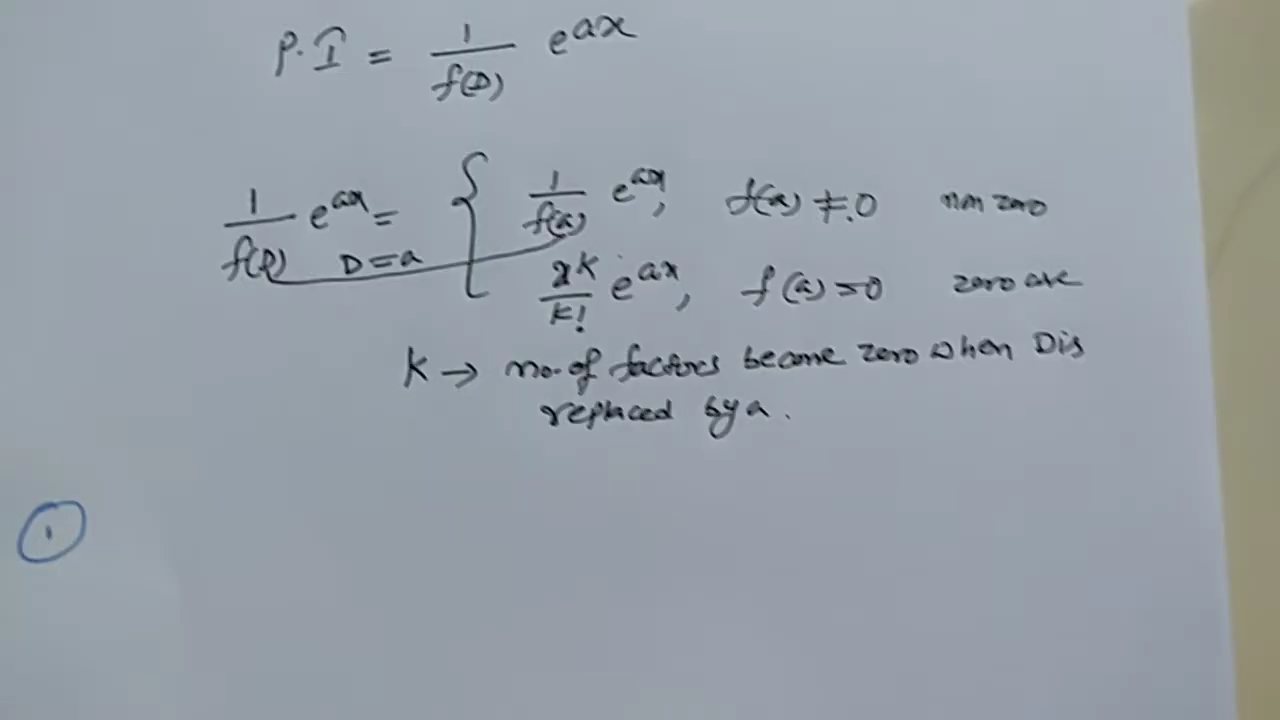 P.I = 1/f(D) e^{ax}
1/f(D) e^{ax} = { 1/f(a) e^{ax}, f(a) ≠ 0 non zero
D = a
x^k/k! e^{ax}, f(a) = 0 zero are
K → no. of factors become zero when D is
replaced by a.
1